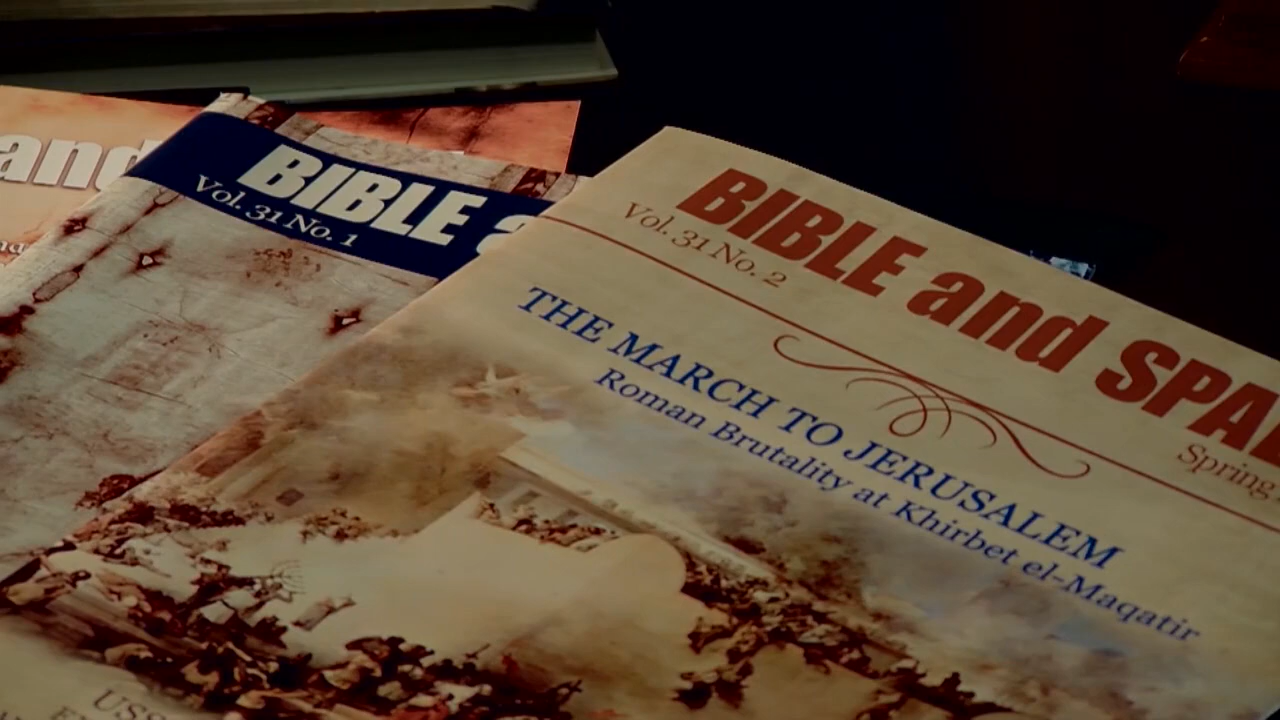 and
BIBLE
Vol. 31 No. 1
BIBLE and
Vol. 31 No. 2
Spring
THE MARCH TO JERUSALEM
Roman Brutality at Khirbet el-Maqatir